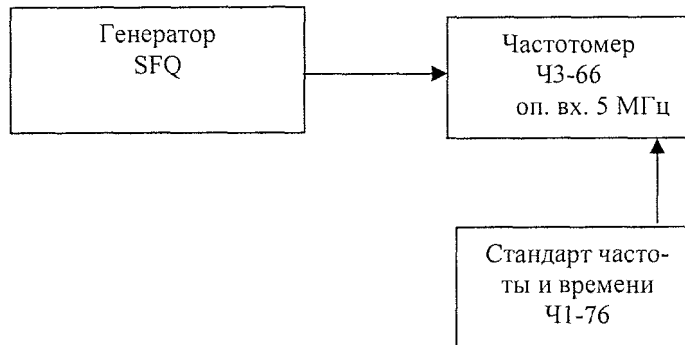 Генератор
SFQ
Частотомер
Ч3-66
оп. вх. 5 МГц
Стандарт часто-
ты и времени
Ч1-76